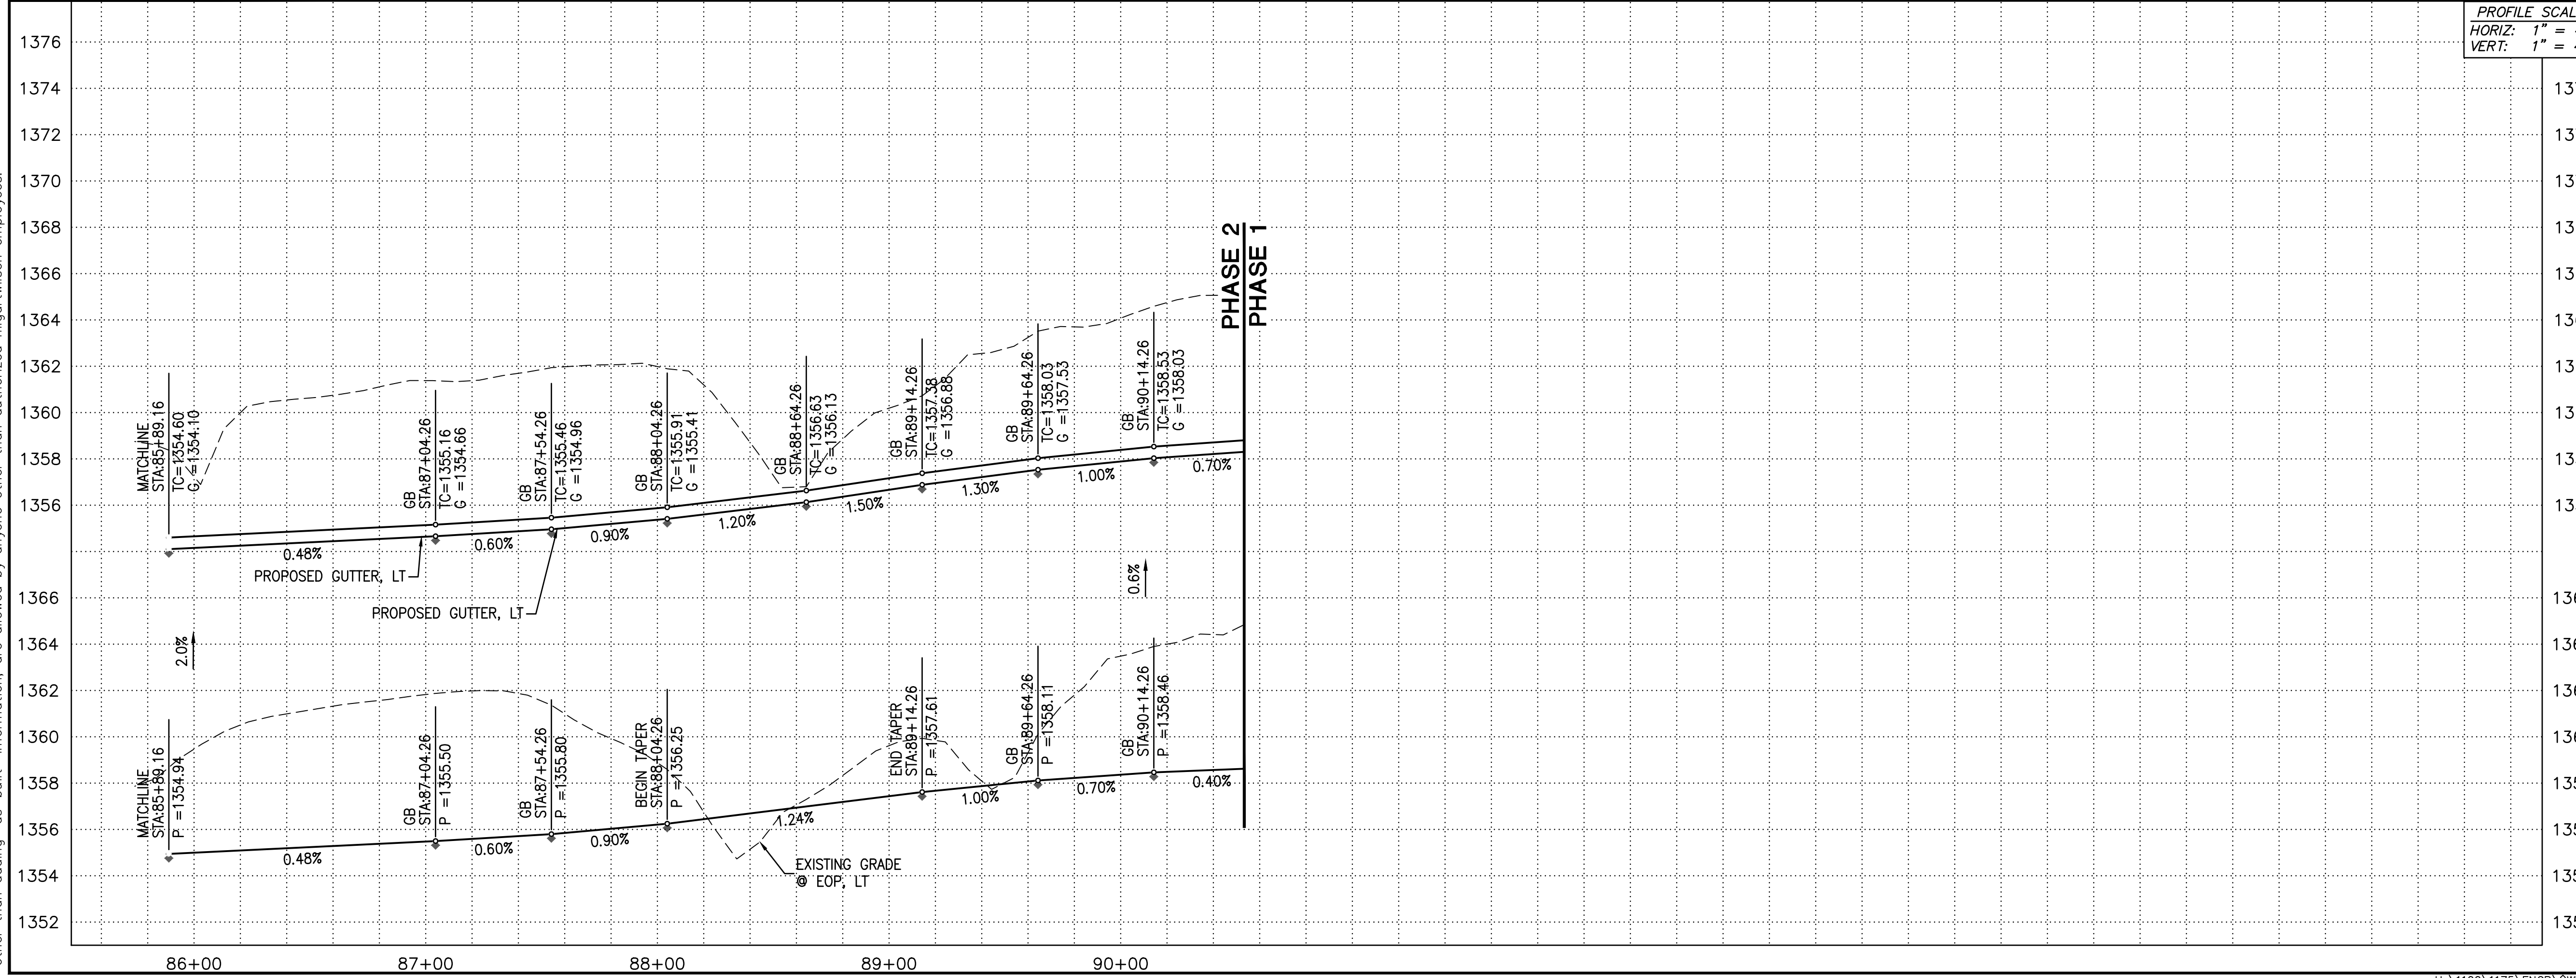 PROFILE SCAL
HORIZ: 1" =
VERT: 1" =
1376
1374
1372
1370
1368
1366
1364
1362
1360
1358
1356
PHASE 2
PHASE 1
MATCHLINE
STA:85+89.16
TC=1354.60
G =1354.10
GB
STA:87+04.26
TC=1355.16
G =1354.66
GB
STA:87+54.26
TC=1355.46
G =1354.96
GB
STA:88+04.26
TC=1355.91
G =1355.41
GB
STA:88+64.26
TC=1356.63
G =1356.13
GB
STA:89+14.26
TC=1357.38
G =1356.88
GB
STA:89+64.26
TC=1358.03
G =1357.53
GB
STA:90+14.26
TC=1358.53
G =1358.03
0.48%
0.60%
0.90%
1.20%
1.50%
1.30%
1.00%
0.70%
PROPOSED GUTTER, LT
PROPOSED GUTTER, LT
2.0%
0.6%
1366
1364
1362
1360
1358
1356
1354
1352
MATCHLINE
STA:85+89.16
P =1354.94
GB
STA:87+04.26
P =1355.50
GB
STA:87+54.26
P =1355.80
BEGIN TAPER
STA:88+04.26
P =1356.25
END TAPER
STA:89+14.26
P =1357.61
GB
STA:89+64.26
P =1358.11
GB
STA:90+14.26
P =1358.46
0.48%
0.60%
0.90%
1.24%
1.00%
0.70%
0.40%
EXISTING GRADE
@ EOP, LT
86+00
87+00
88+00
89+00
90+00